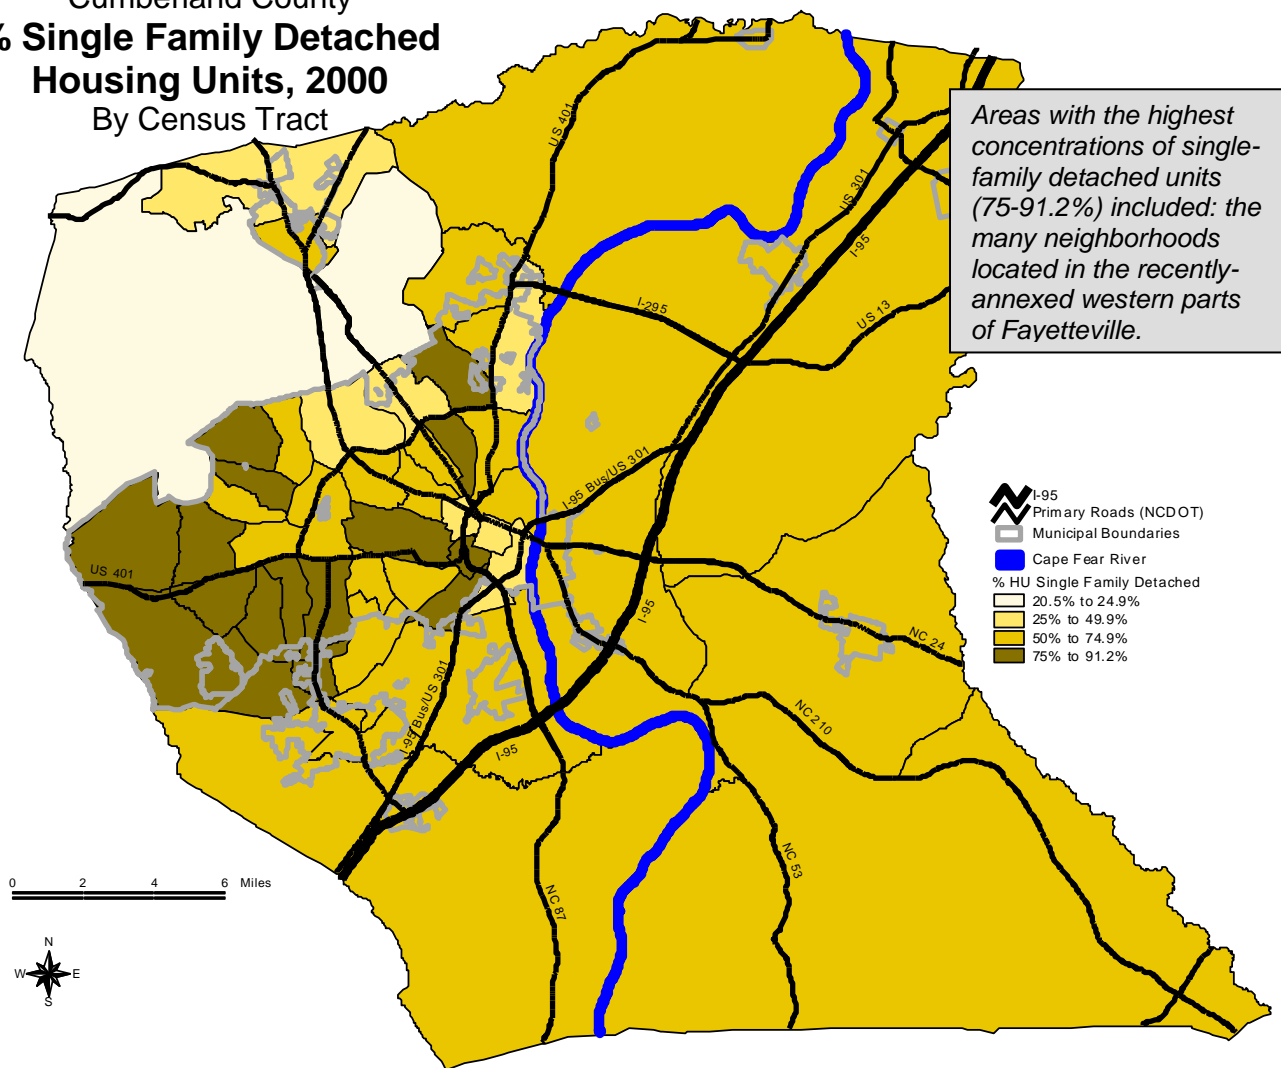 Cumberland County
% Single Family Detached
Housing Units, 2000
By Census Tract
Areas with the highest
concentrations of single-
family detached units
(75-91.2%) included: the
many neighborhoods
located in the recently-
annexed western parts
of Fayetteville.
US 401
US 301
I-95
I-295
US 13
I-95 Bus/US 301
US 401
I-95
NC 24
I-95 Bus/US 301
I-95
NC 210
NC 53
NC 87
I-95
Primary Roads (NCDOT)
Municipal Boundaries
Cape Fear River
% HU Single Family Detached
20.5% to 24.9%
25% to 49.9%
50% to 74.9%
75% to 91.2%
0 2 4 6 Miles
N
W E
S